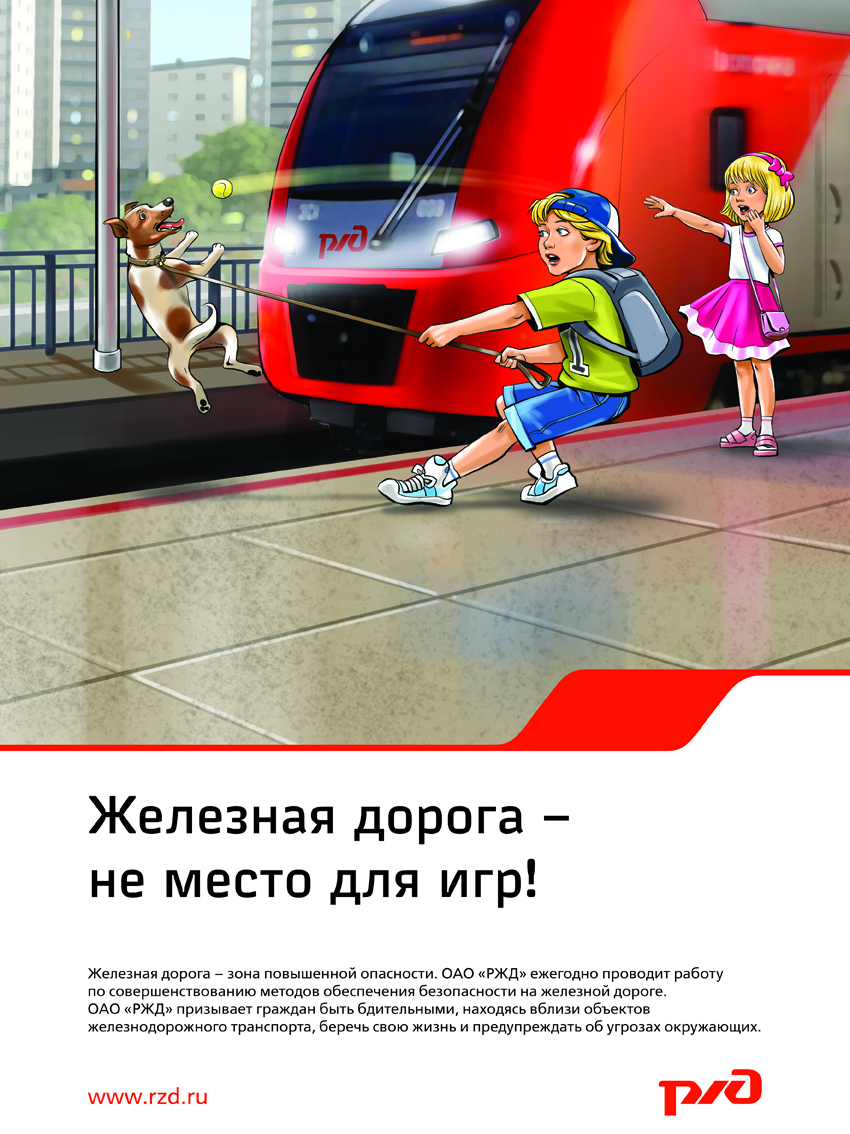 РЖД
Железная дорога –
не место для игр!
Железная дорога – зона повышенной опасности. ОАО «РЖД» ежегодно проводит работу
по совершенствованию методов обеспечения безопасности на железной дороге.
ОАО «РЖД» призывает граждан быть бдительными, находясь вблизи объектов
железнодорожного транспорта, беречь свою жизнь и предупреждать об угрозах окружающих.
www.rzd.ru
РЖД